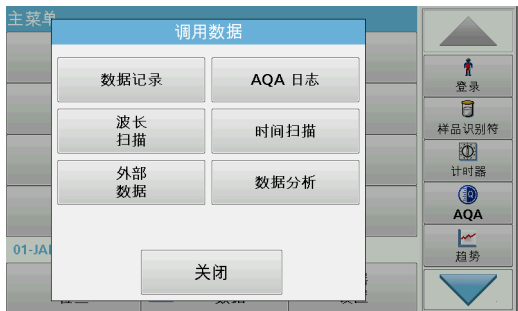 主菜单
调用数据
数据记录
AQA 日志
波长
扫描
时间扫描
外部
数据
数据分析
关闭
01-JA
登录
样品识别符
计时器
AQA
趋势